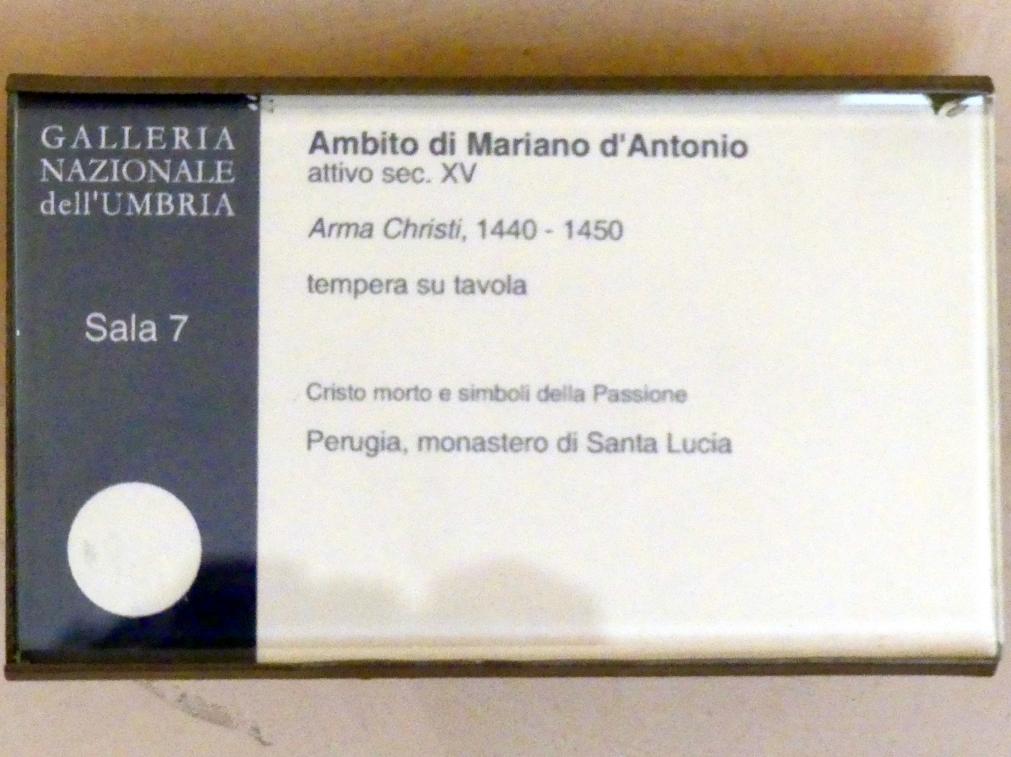 GALLERIA
NAZIONALE
dell'UMBRIA
Sala 7
Ambito di Mariano d'Antonio
attivo sec. XV
Arma Christi, 1440 - 1450
tempera su tavola
Cristo morto e simboli della Passione
Perugia, monastero di Santa Lucia